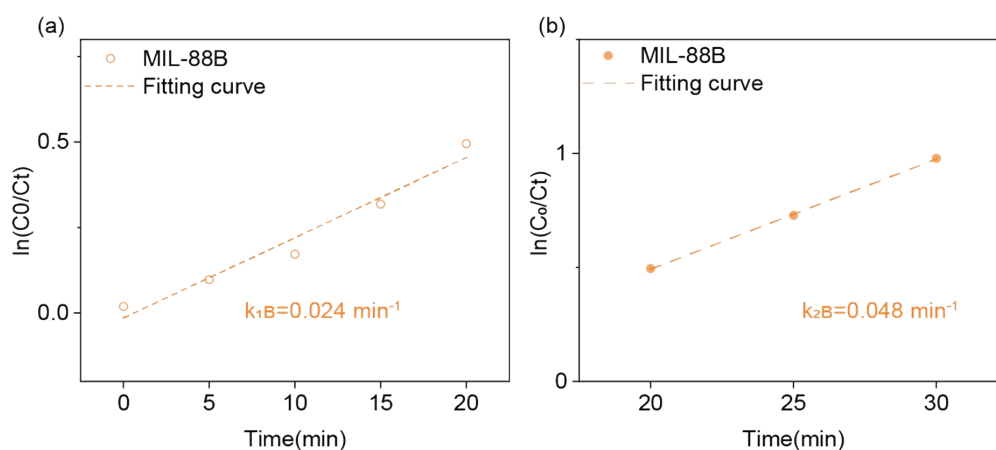 (a)
MIL-88B
Fitting curve
0.5
0.0
ln(C0/Ct)
k₁ʙ=0.024 min⁻¹
0 5 10 15 20
Time(min)
(b)
MIL-88B
Fitting curve
1
0
ln(C₀/Ct)
k₂ʙ=0.048 min⁻¹
20 25 30
Time(min)